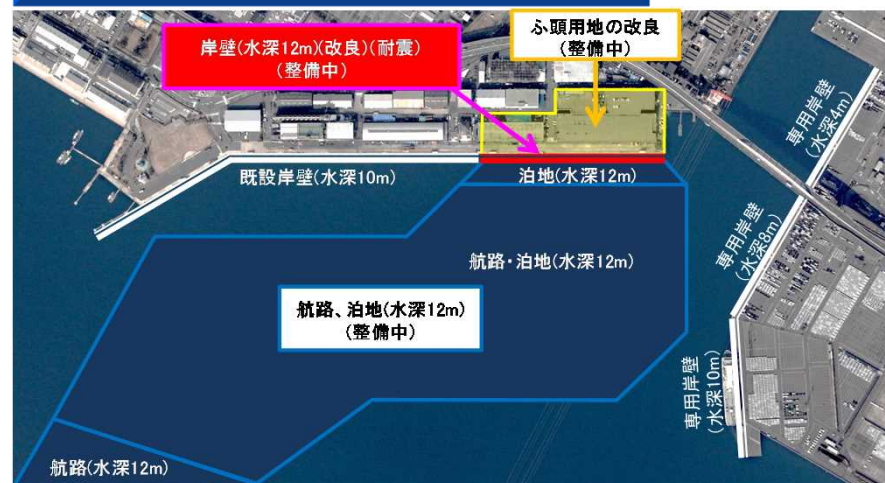 岸壁(水深12m)(改良)(耐震)
(整備中)
ふ頭用地の改良
(整備中)
専用岸壁
(水深4m)
既設岸壁(水深10m)
泊地(水深12m)
専用岸壁
(水深8m)
航路・泊地(水深12m)
航路、泊地(水深12m)
(整備中)
専用岸壁
(水深10m)
航路(水深12m)